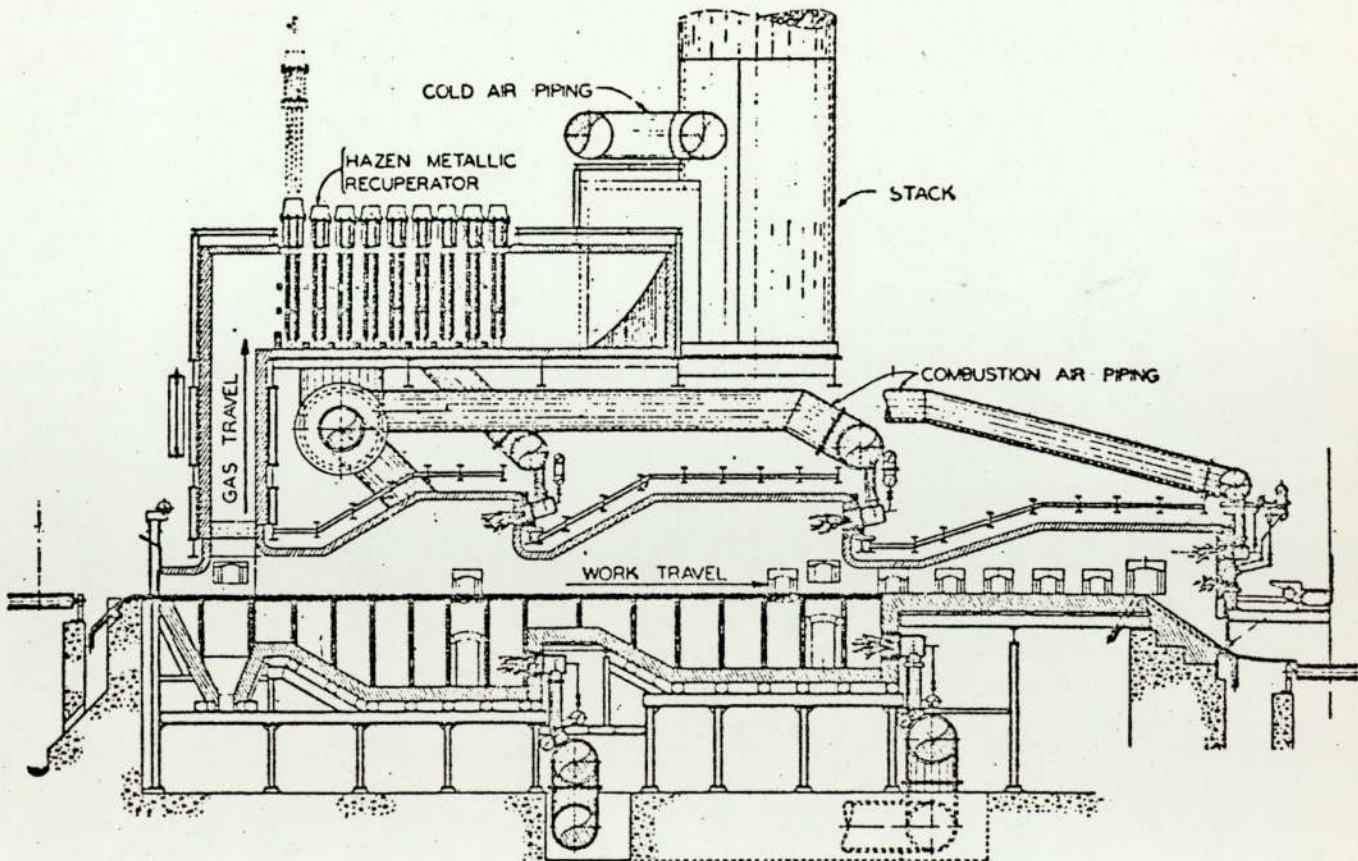 COLD AIR PIPING
HAZEN METALLIC
RECUPERATOR
STACK
COMBUSTION AIR PIPING
GAS TRAVEL
WORK TRAVEL